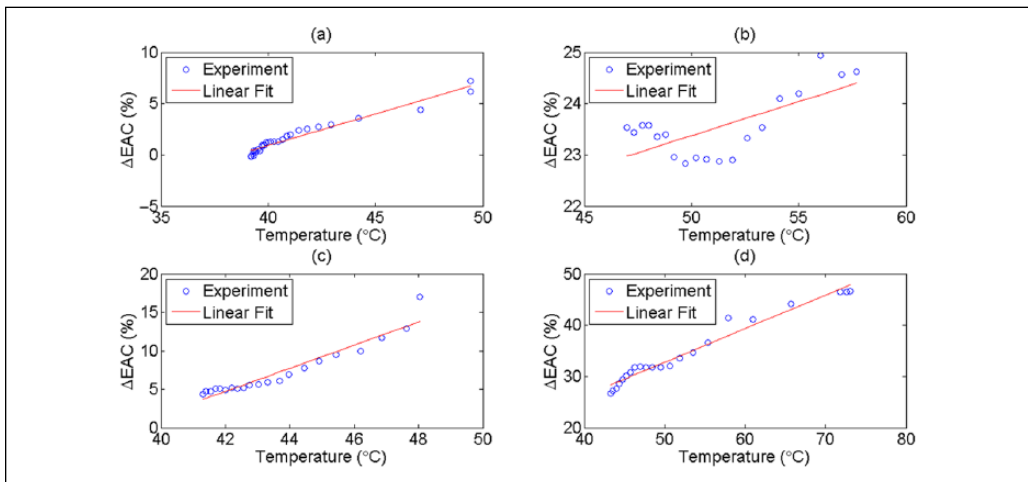 (a)
10
5
0
−5
35
40
45
50
ΔEAC (%)
Temperature (°C)
Experiment
Linear Fit
(b)
25
24
23
22
45
50
55
60
ΔEAC (%)
Temperature (°C)
Experiment
Linear Fit
(c)
20
15
10
5
0
40
42
44
46
48
50
ΔEAC (%)
Temperature (°C)
Experiment
Linear Fit
(d)
50
40
30
20
40
50
60
70
80
ΔEAC (%)
Temperature (°C)
Experiment
Linear Fit